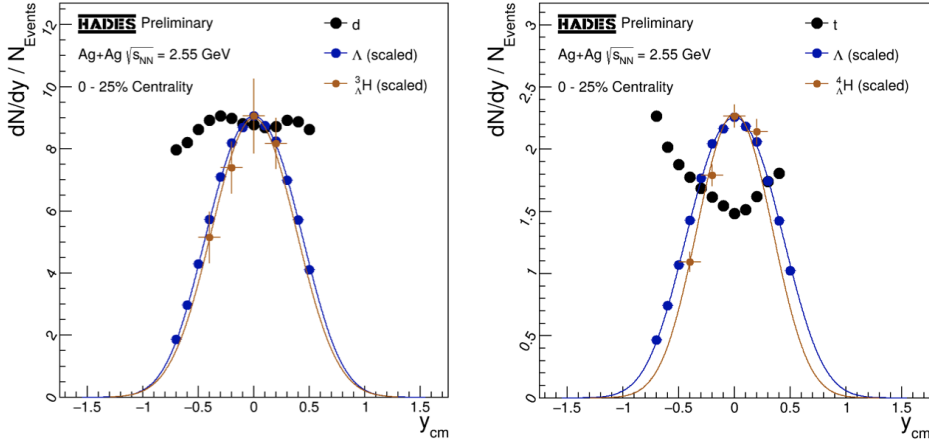 HADES Preliminary
Ag+Ag √sNN = 2.55 GeV
0 - 25% Centrality
d
Λ (scaled)
³ΛH (scaled)
dN/dy / NEvents
12
10
8
6
4
2
0
−1.5 −1 −0.5 0 0.5 1 1.5
ycm
HADES Preliminary
Ag+Ag √sNN = 2.55 GeV
0 - 25% Centrality
t
Λ (scaled)
⁴ΛH (scaled)
dN/dy / NEvents
3
2.5
2
1.5
1
0.5
0
−1.5 −1 −0.5 0 0.5 1 1.5
ycm